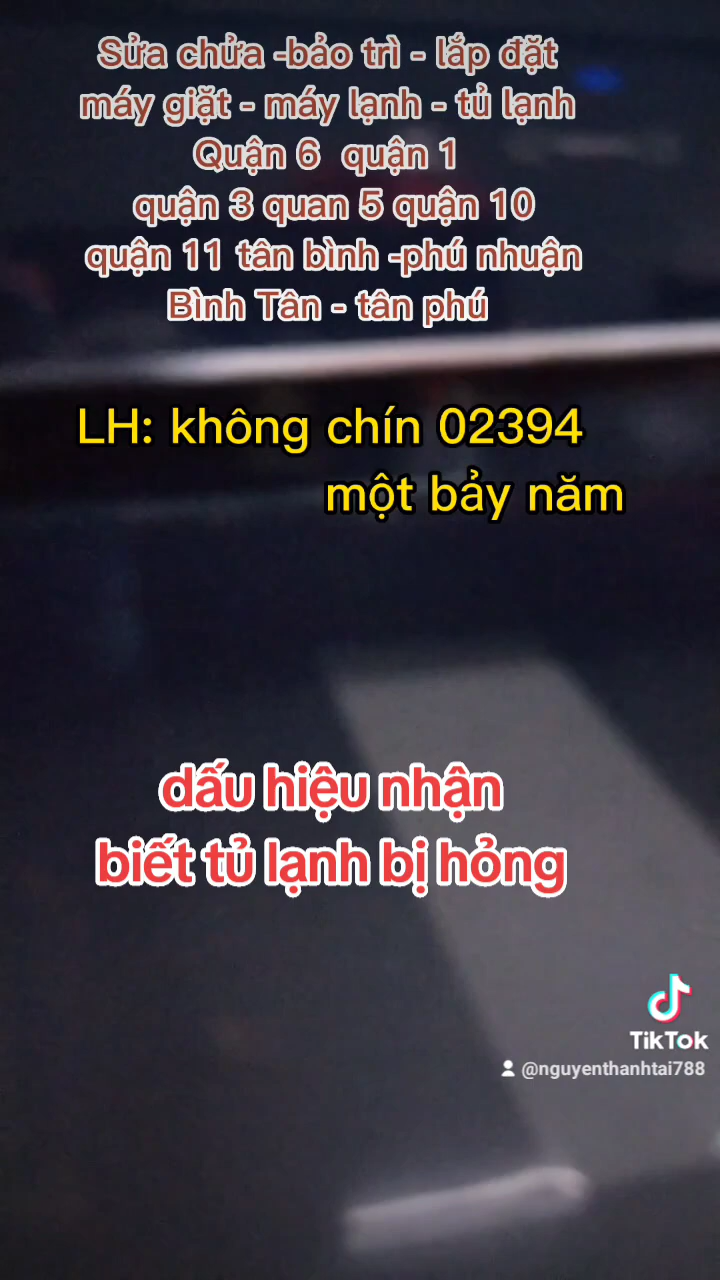 Sửa chửa -bảo trì - lắp đặt
máy giặt - máy lạnh - tủ lạnh
Quận 6 quận 1
quận 3 quan 5 quận 10
quận 11 tân bình -phú nhuận
Bình Tân - tân phú
LH: không chín 02394
một bảy năm
dấu hiệu nhận
biết tủ lạnh bị hỏng
TikTok
@nguyenthanhtai788